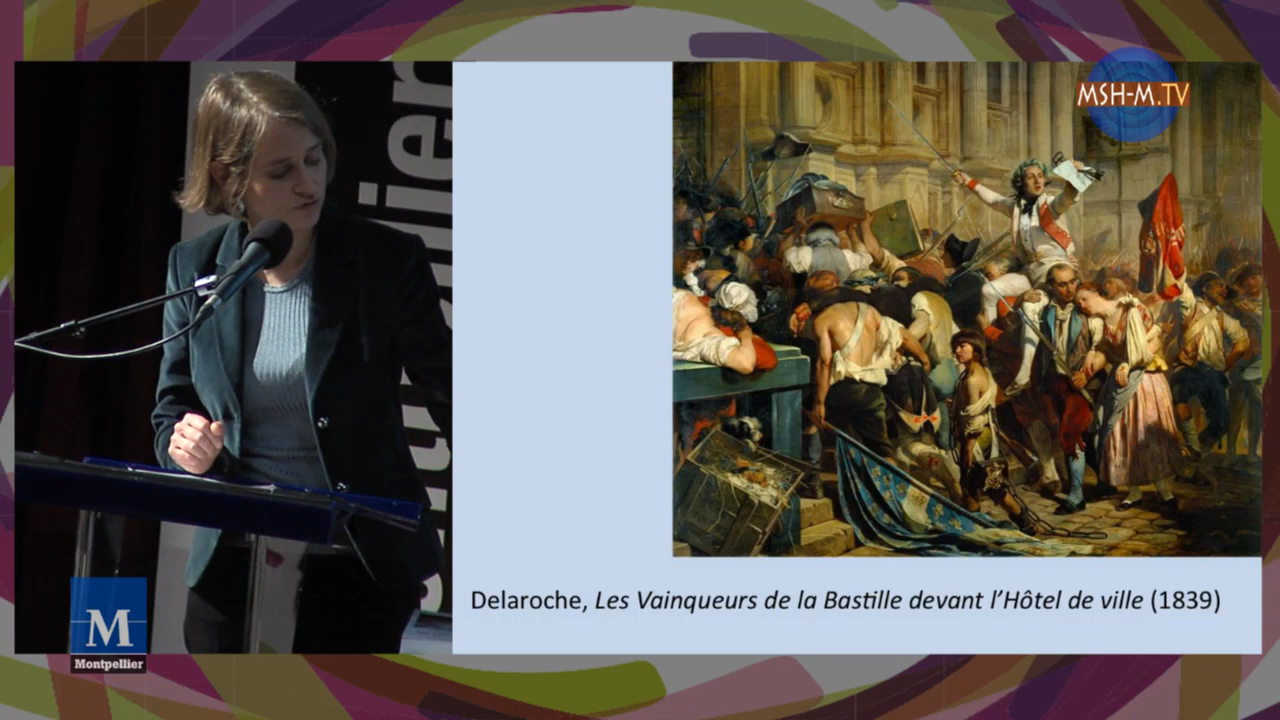 MSH-M.TV
Delaroche, Les Vainqueurs de la Bastille devant l'Hôtel de ville (1839)
M
Montpellier